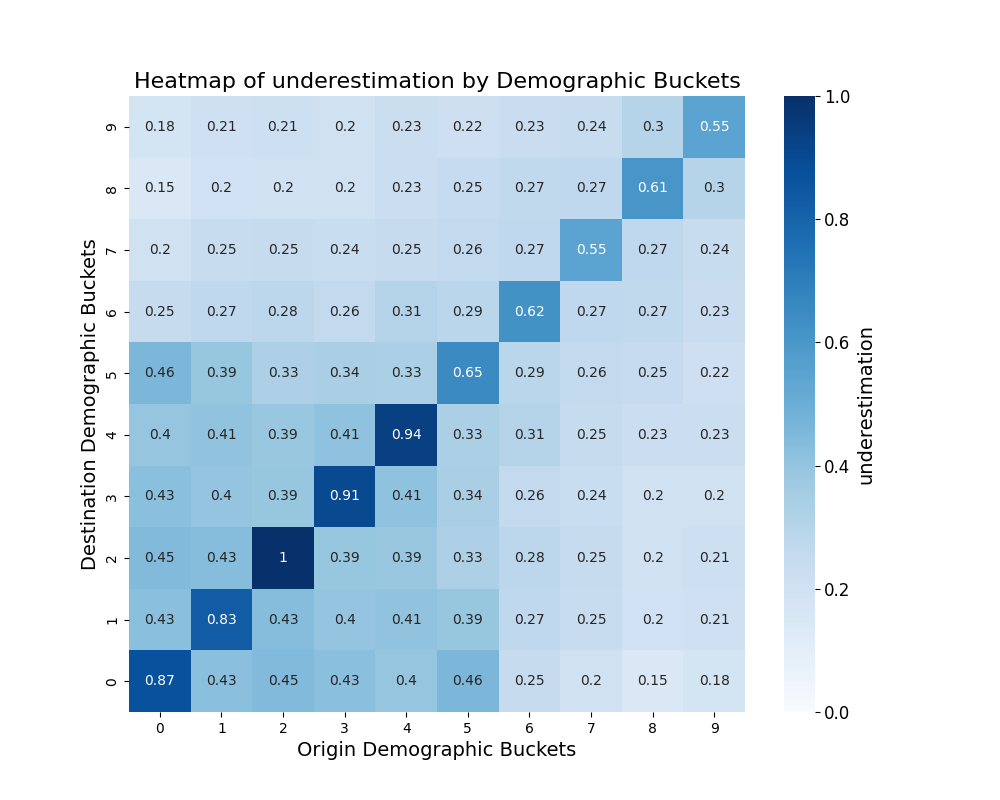 Heatmap of underestimation by Demographic Buckets
9 0.18 0.21 0.21 0.2 0.23 0.22 0.23 0.24 0.3 0.55
8 0.15 0.2 0.2 0.2 0.23 0.25 0.27 0.27 0.61 0.3
7 0.2 0.25 0.25 0.24 0.25 0.26 0.27 0.55 0.27 0.24
6 0.25 0.27 0.28 0.26 0.31 0.29 0.62 0.27 0.27 0.23
5 0.46 0.39 0.33 0.34 0.33 0.65 0.29 0.26 0.25 0.22
4 0.4 0.41 0.39 0.41 0.94 0.33 0.31 0.25 0.23 0.23
3 0.43 0.4 0.39 0.91 0.41 0.34 0.26 0.24 0.2 0.2
2 0.45 0.43 1 0.39 0.39 0.33 0.28 0.25 0.2 0.21
1 0.43 0.83 0.43 0.4 0.41 0.39 0.27 0.25 0.2 0.21
0 0.87 0.43 0.45 0.43 0.4 0.46 0.25 0.2 0.15 0.18
0 1 2 3 4 5 6 7 8 9
Origin Demographic Buckets
Destination Demographic Buckets
1.0
0.8
0.6
0.4
0.2
0.0
underestimation